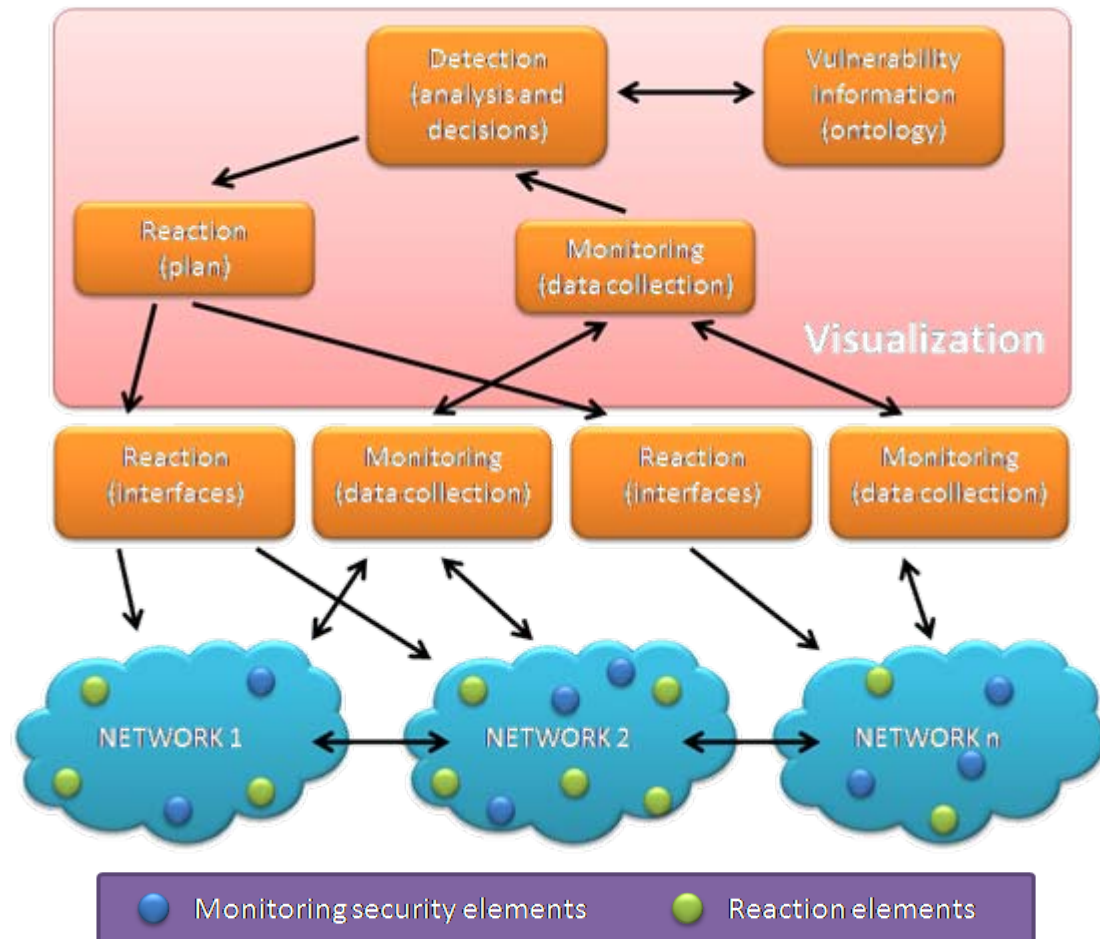 Detection
(analysis and
decisions)
Vulnerability
information
(ontology)
Reaction
(plan)
Monitoring
(data collection)
Visualization
Reaction
(interfaces)
Monitoring
(data collection)
Reaction
(interfaces)
Monitoring
(data collection)
NETWORK 1
NETWORK 2
NETWORK n
Monitoring security elements
Reaction elements